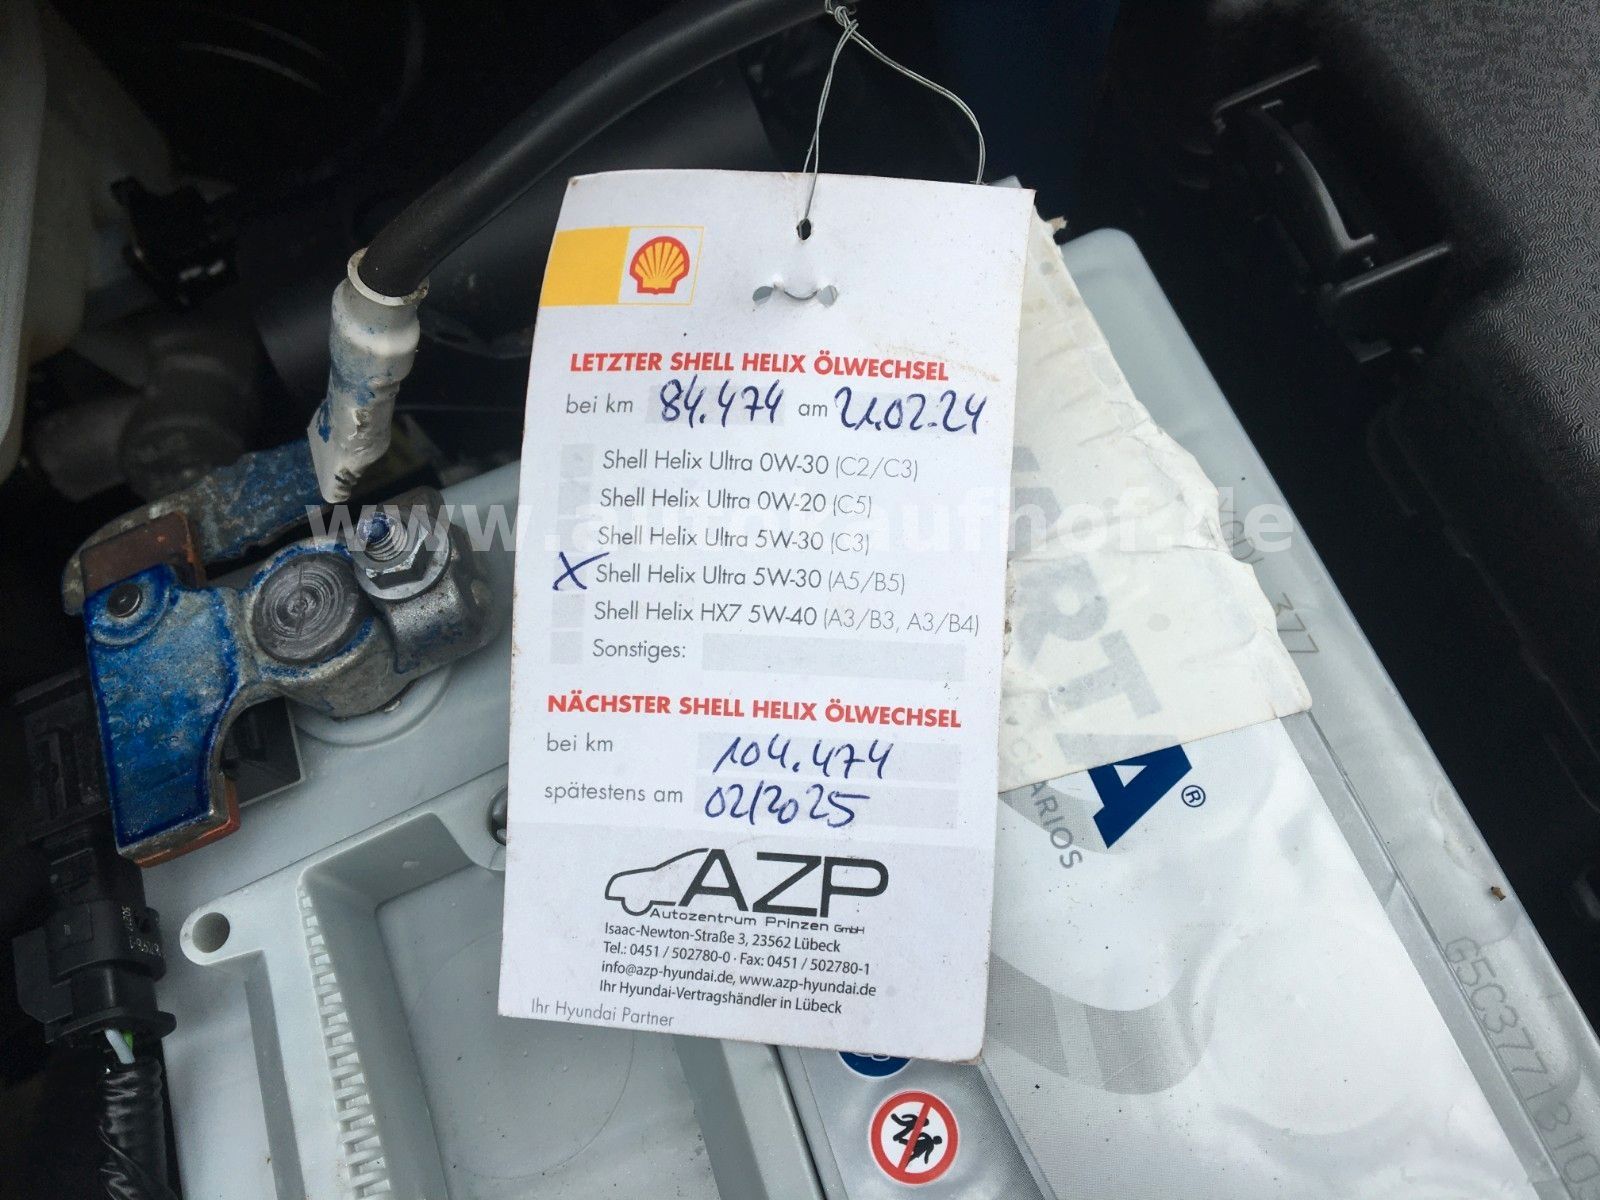 LETZTER SHELL HELIX ÖLWECHSEL
bei km 84.474 am 21.02.24
Shell Helix Ultra 0W-30 (C2/C3)
Shell Helix Ultra 0W-20 (C5)
Shell Helix Ultra 5W-30 (C3)
X Shell Helix Ultra 5W-30 (A5/B5)
Shell Helix HX7 5W-40 (A3/B3, A3/B4)
Sonstiges:
NÄCHSTER SHELL HELIX ÖLWECHSEL
bei km 104.474
spätestens am 02/2025
AZP
Autozentrum Prinzen GmbH
Isaac-Newton-Straße 3, 23562 Lübeck
Tel.: 0451 / 502780-0 · Fax: 0451 / 502780-1
info@azp-hyundai.de, www.azp-hyundai.de
Ihr Hyundai-Vertragshändler in Lübeck
Ihr Hyundai Partner